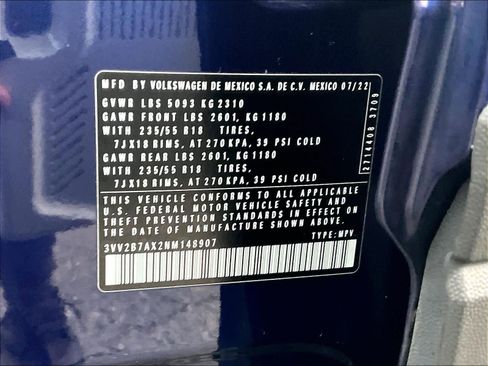 MFD BY VOLKSWAGEN DE MEXICO S.A. DE C.V. MEXICO 07/22
GVWR LBS 5093 KG 2310
GAWR FRONT LBS 2601, KG 1180
WITH 235/55 R18 TIRES,
7JX18 RIMS, AT 270 KPA, 39 PSI COLD
GAWR REAR LBS 2601, KG 1180
WITH 235/55 R18 TIRES,
7JX18 RIMS, AT 270 KPA, 39 PSI COLD
THIS VEHICLE CONFORMS TO ALL APPLICABLE
U.S. FEDERAL MOTOR VEHICLE SAFETY AND
THEFT PREVENTION STANDARDS IN EFFECT ON
THE DATE OF MANUFACTURE SHOWN ABOVE.
3VV2B7AX2NM148907 TYPE: MPV
2714408 3709